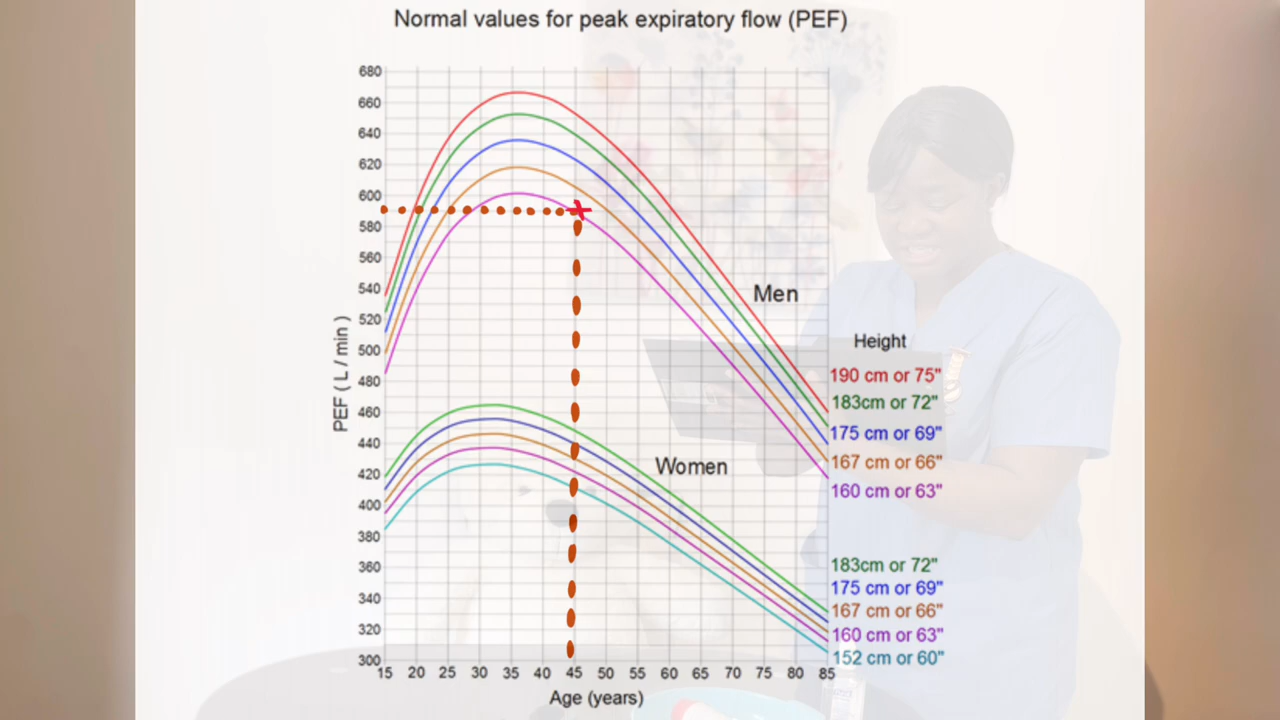 Normal values for peak expiratory flow (PEF)
680
660
640
620
600
580
560
540
520
500
480
460
440
420
400
380
360
340
320
300
PEF ( L / min )
15 20 25 30 35 40 45 50 55 60 65 70 75 80 85
Age (years)
Men
Women
Height
190 cm or 75"
183cm or 72"
175 cm or 69"
167 cm or 66"
160 cm or 63"
183cm or 72"
175 cm or 69"
167 cm or 66"
160 cm or 63"
152 cm or 60"